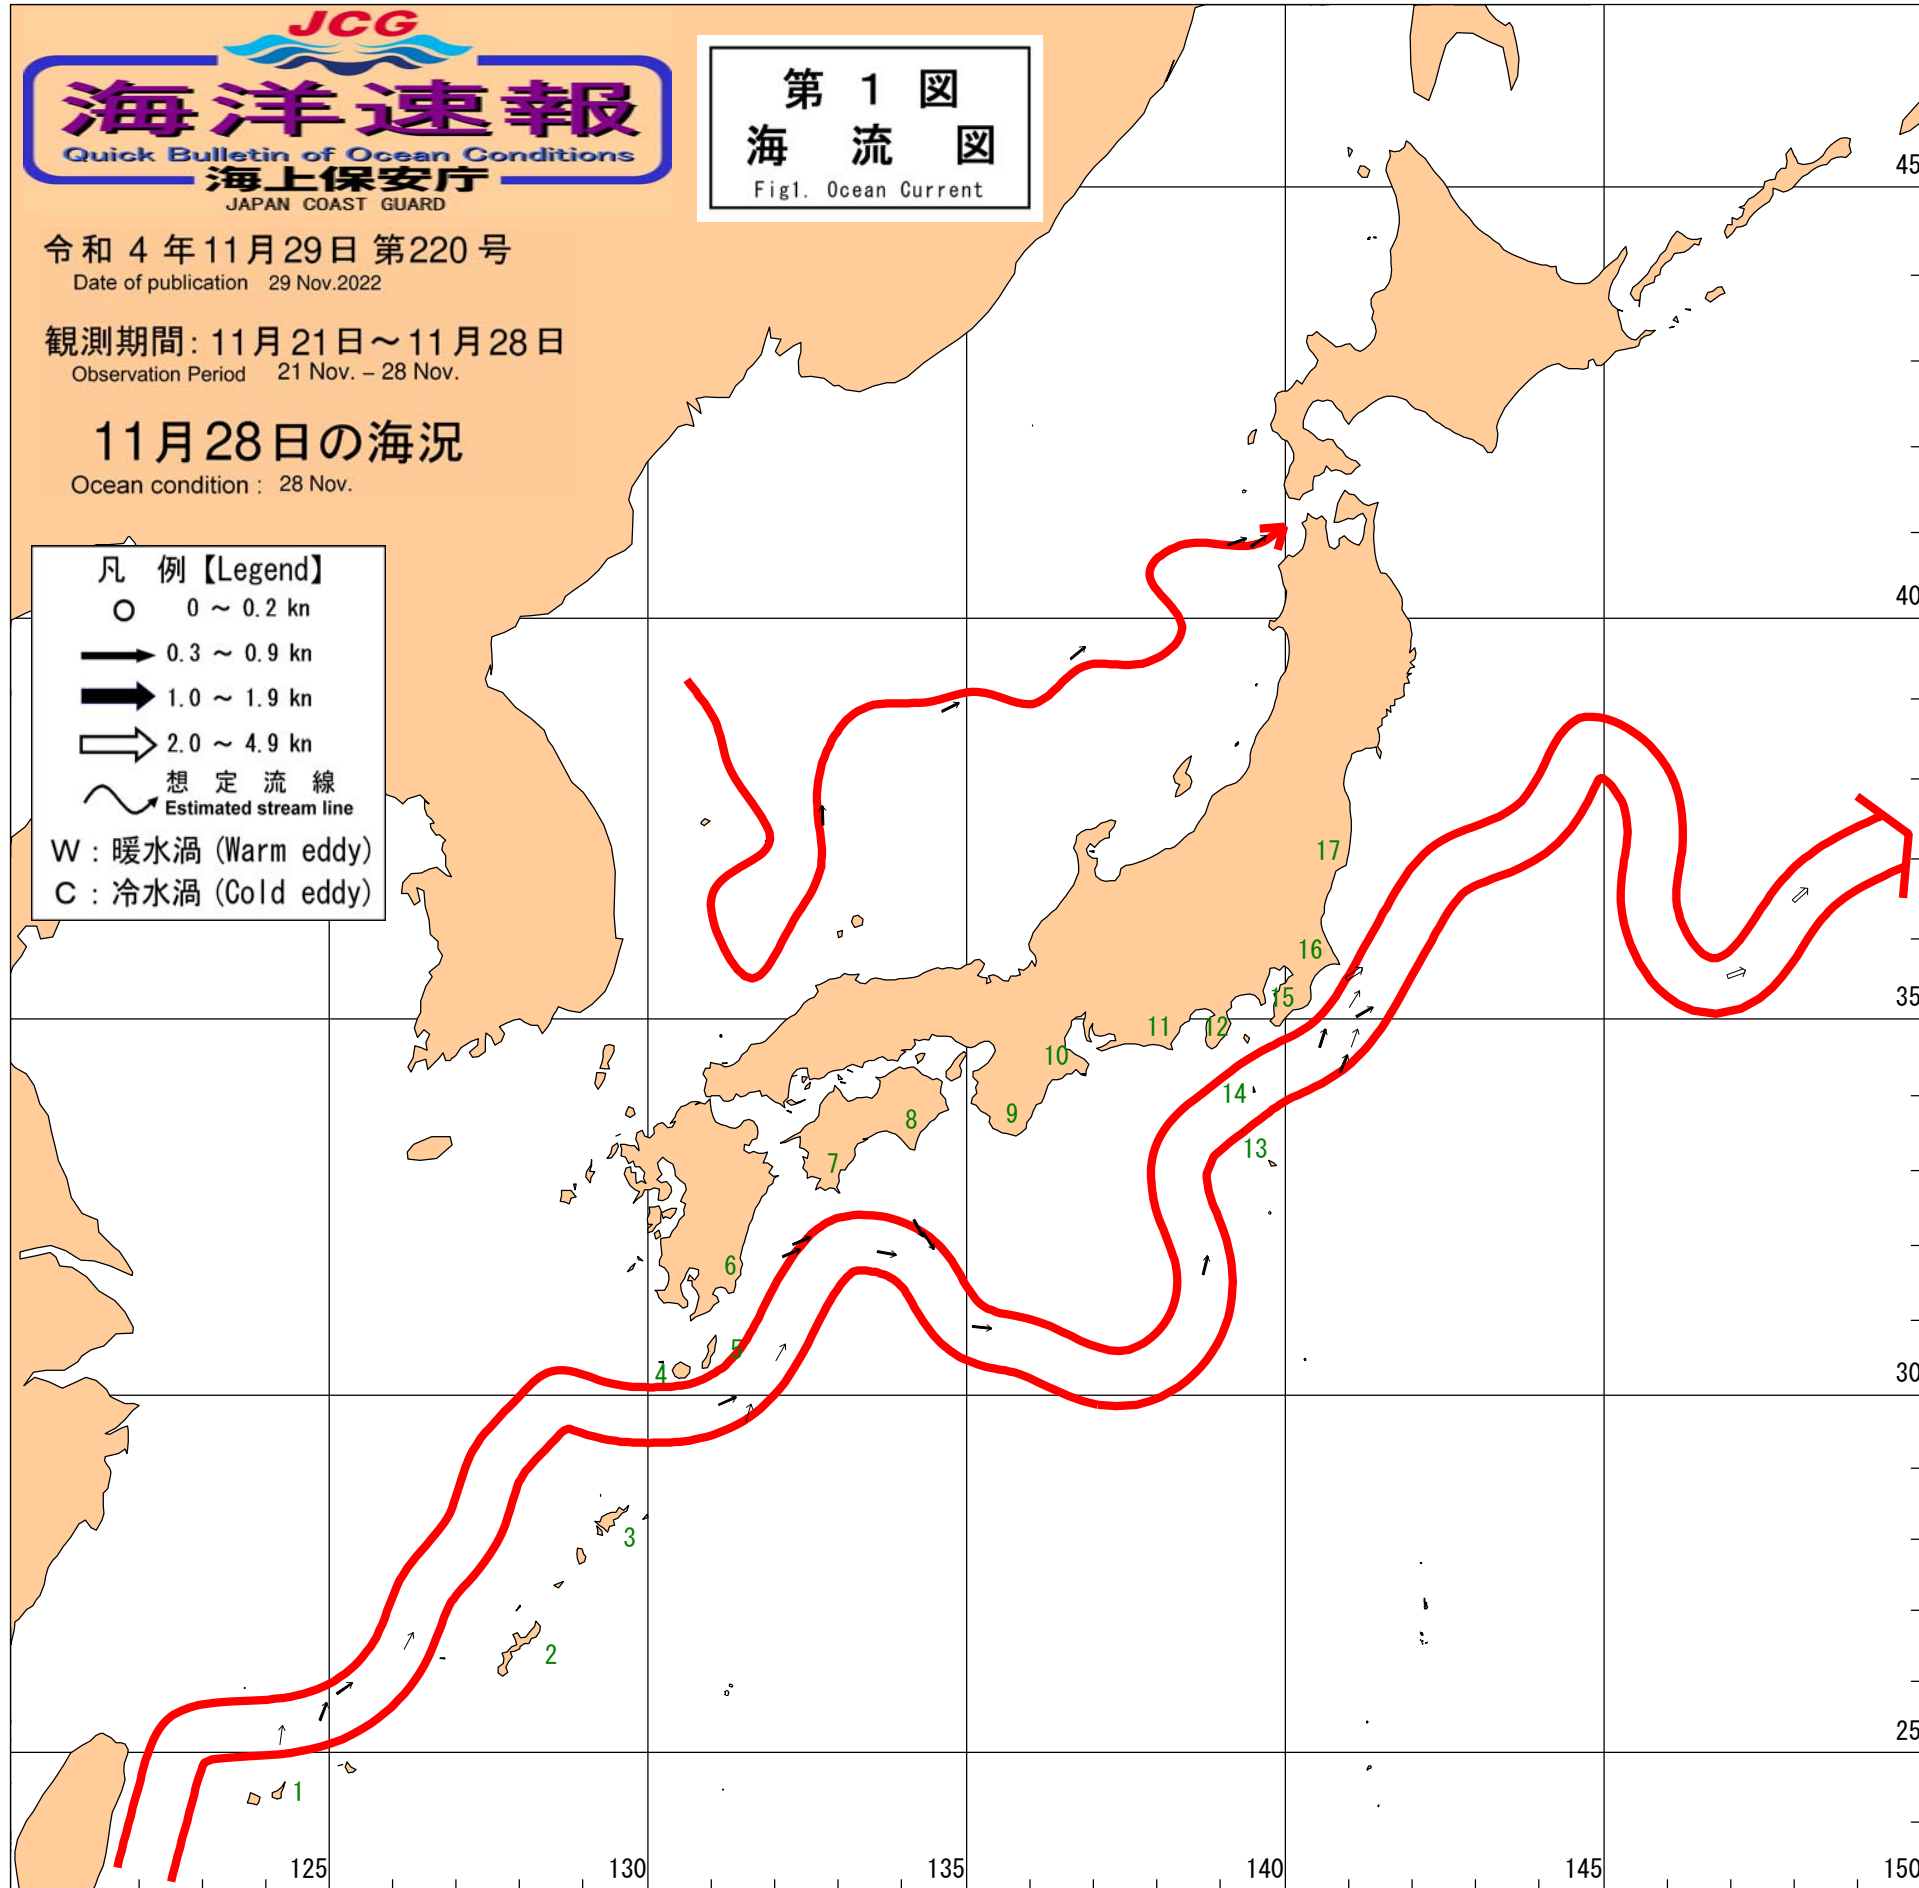 JCG
海洋速報
Quick Bulletin of Ocean Conditions
海上保安庁
JAPAN COAST GUARD
第 1 図
海 流 図
Fig1. Ocean Current
令和 4 年11月29日 第220 号
Date of publication 29 Nov.2022
観測期間: 11月21日～11月28日
Observation Period 21 Nov. – 28 Nov.
11月28日の海況
Ocean condition : 28 Nov.
凡 例【Legend】
0 ～ 0.2 kn
0.3 ～ 0.9 kn
1.0 ～ 1.9 kn
2.0 ～ 4.9 kn
想 定 流 線
Estimated stream line
W : 暖水渦 (Warm eddy)
C : 冷水渦 (Cold eddy)
45
40
35
30
25
17
16
15
12
11
10
14
9
8
13
7
6
5
4
3
2
1
125
130
135
140
145
150